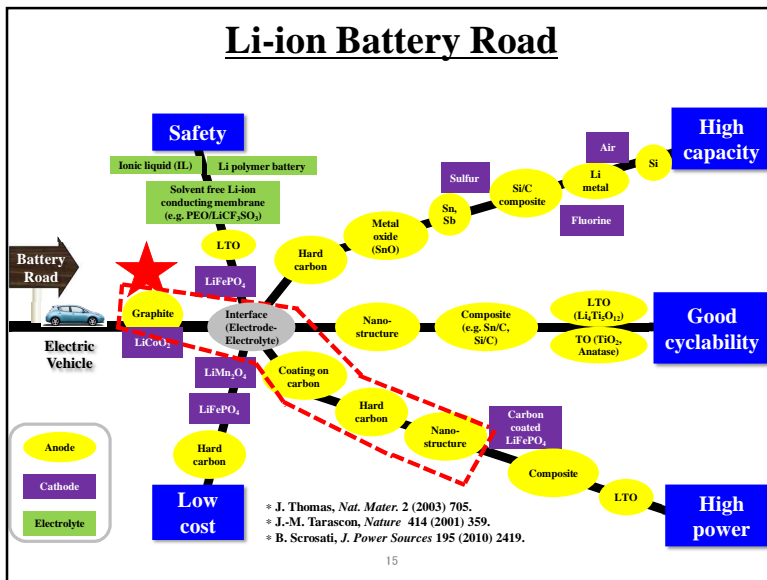 Li-ion Battery Road
Safety
Ionic liquid (IL)
Li polymer battery
Solvent free Li-ion
conducting membrane
(e.g. PEO/LiCF₃SO₃)
LTO
LiFePO₄
High
capacity
Air
Si
Li
metal
Fluorine
Sulfur
Si/C
composite
Sn,
Sb
Metal
oxide
(SnO)
Hard
carbon
Battery
Road
Electric
Vehicle
Graphite
LiCoO₂
Interface
(Electrode-
Electrolyte)
Nano-
structure
Composite
(e.g. Sn/C,
Si/C)
LTO
(Li₄Ti₅O₁₂)
TO (TiO₂,
Anatase)
Good
cyclability
LiMn₂O₄
LiFePO₄
Hard
carbon
Low
cost
Coating on
carbon
Hard
carbon
Nano-
structure
Carbon
coated
LiFePO₄
Composite
LTO
High
power
Anode
Cathode
Electrolyte
* J. Thomas, Nat. Mater. 2 (2003) 705.
* J.-M. Tarascon, Nature 414 (2001) 359.
* B. Scrosati, J. Power Sources 195 (2010) 2419.
15